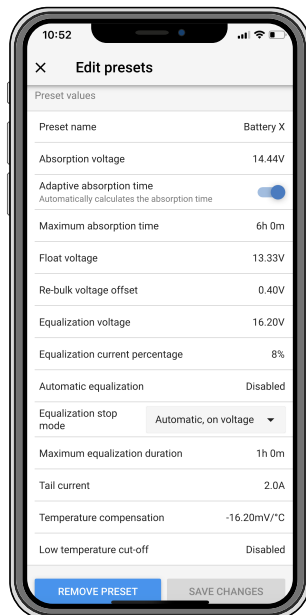 10:52
Edit presets
Preset values
Preset name Battery X
Absorption voltage 14.44V
Adaptive absorption time
Automatically calculates the absorption time
Maximum absorption time 6h 0m
Float voltage 13.33V
Re-bulk voltage offset 0.40V
Equalization voltage 16.20V
Equalization current percentage 8%
Automatic equalization Disabled
Equalization stop
mode Automatic, on voltage
Maximum equalization duration 1h 0m
Tail current 2.0A
Temperature compensation -16.20mV/°C
Low temperature cut-off Disabled
REMOVE PRESET SAVE CHANGES